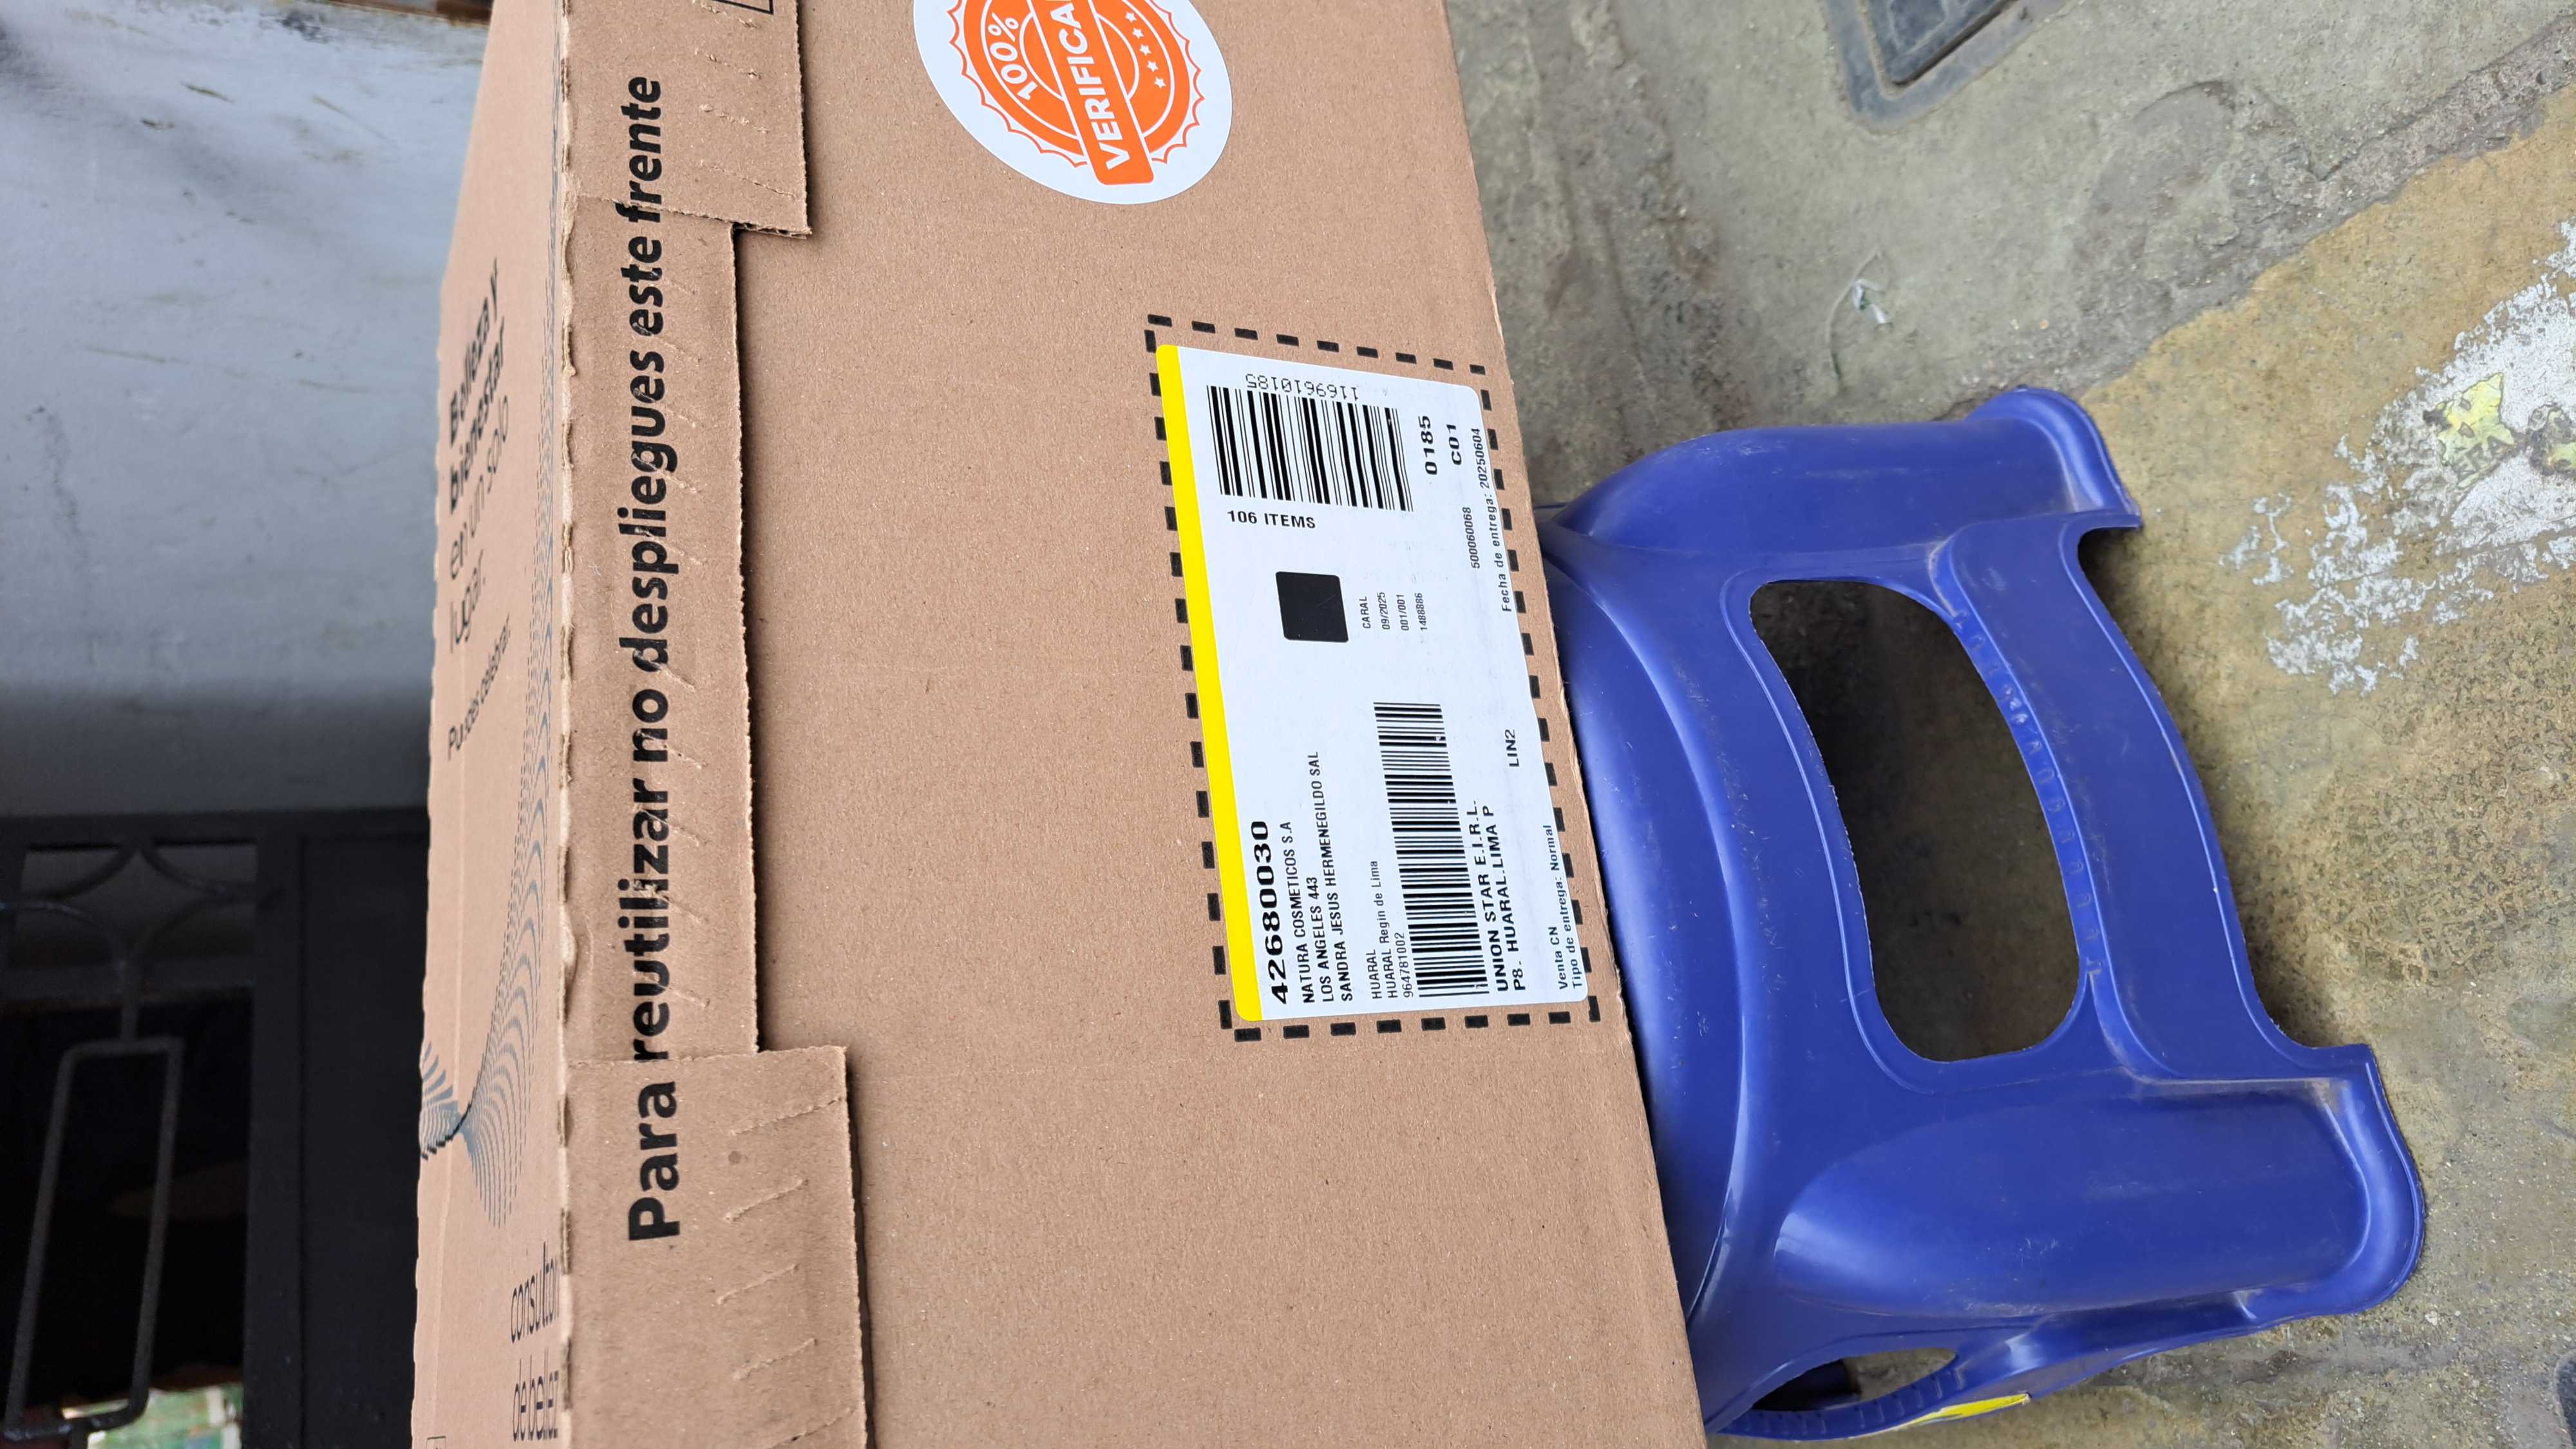 Belleza y
bienestar
en un solo
lugar.
consultor
de bellez
Para reutilizar no despliegues este frente
100%
VERIFICA
42680030
NATURA COSMETICOS S.A
LOS ANGELES 443
SANDRA JESUS HERMENEGILDO SAL
HUARAL
HUARAL Regin de Lima
964781002
UNION STAR E.I.R.L.
P8. HUARAL.LIMA P
LIN2
Venta CN
Tipo de entrega: Normal
CARAL
09/2025
001/001
1488886
106 ITEMS
1169610185
0185
C01
500060068
Fecha de entrega: 20250604